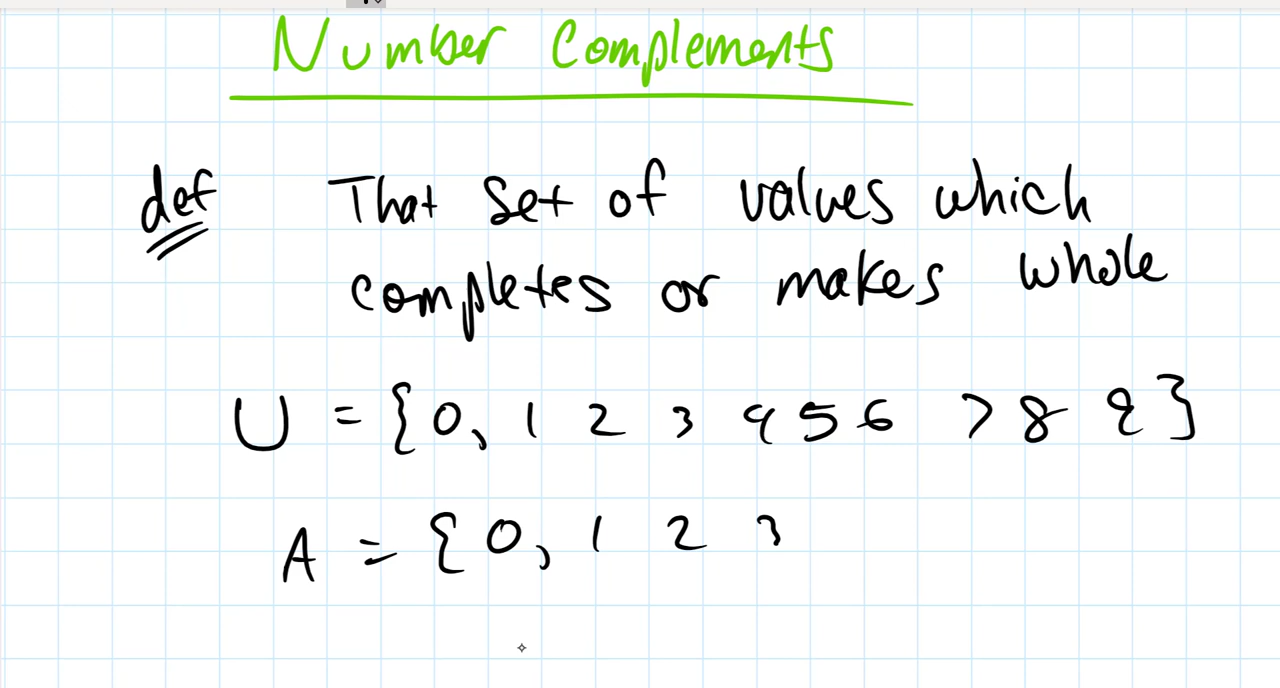 Number Complements
def That set of values which
completes or makes whole
U = {0, 1 2 3 4 5 6 7 8 9}
A = {0, 1 2 3